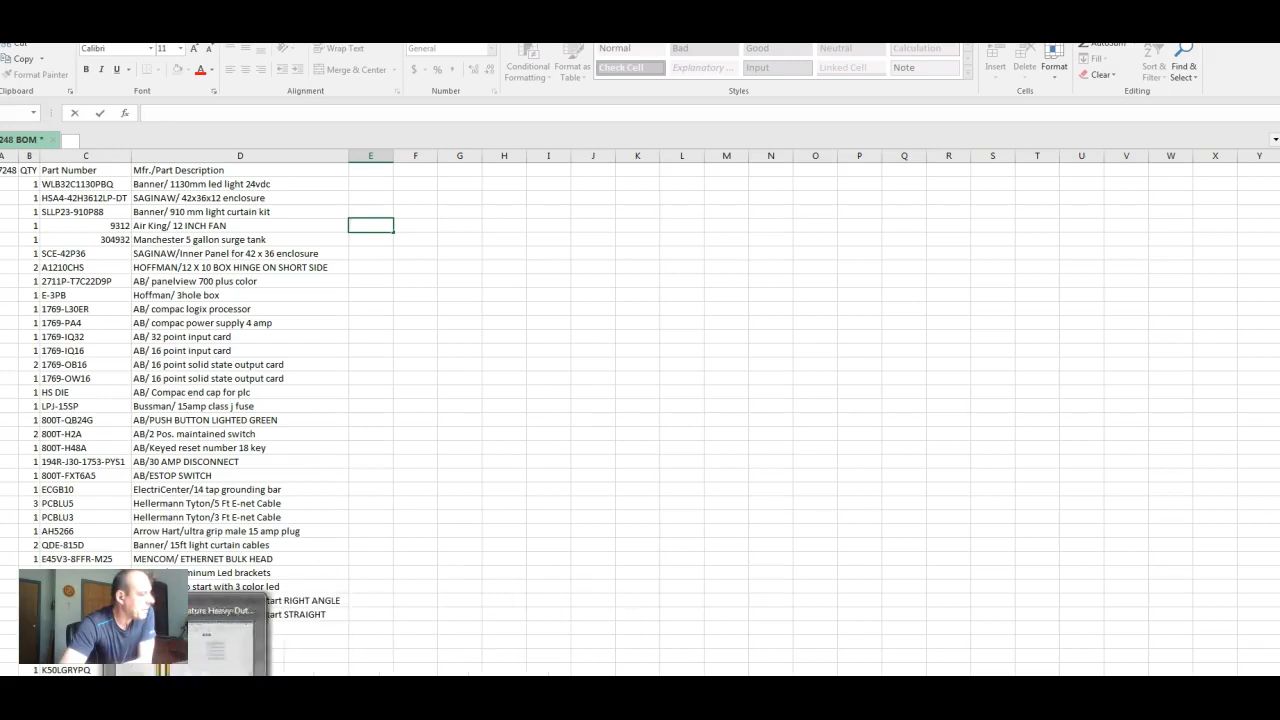 Cut
Copy
Format Painter
Calibri 11
B I U
Wrap Text
Merge & Center
General
$ % ,
Conditional Formatting
Format as Table
Normal Bad Good Neutral Calculation
Check Cell Explanatory ... Input Linked Cell Note
Insert Delete Format
AutoSum
Fill
Clear
Sort & Filter
Find & Select
Font Alignment Number Styles Cells Editing
fx
248 BOM *
A B C D E F G H I J K L M N O P Q R S T U V W X Y
7248 QTY Part Number Mfr./Part Description
1 WLB32C1130PBQ Banner/ 1130mm led light 24vdc
1 HSA4-42H3612LP-DT SAGINAW/ 42x36x12 enclosure
1 SLLP23-910P88 Banner/ 910 mm light curtain kit
1 9312 Air King/ 12 INCH FAN
1 304932 Manchester 5 gallon surge tank
1 SCE-42P36 SAGINAW/Inner Panel for 42 x 36 enclosure
2 A1210CHS HOFFMAN/12 X 10 BOX HINGE ON SHORT SIDE
1 2711P-T7C22D9P AB/ panelview 700 plus color
1 E-3PB Hoffman/ 3hole box
1 1769-L30ER AB/ compac logix processor
1 1769-PA4 AB/ compac power supply 4 amp
1 1769-IQ32 AB/ 32 point input card
1 1769-IQ16 AB/ 16 point input card
2 1769-OB16 AB/ 16 point solid state output card
1 1769-OW16 AB/ 16 point solid state output card
1 HS DIE AB/ Compac end cap for plc
1 LPJ-15SP Bussman/ 15amp class j fuse
1 800T-QB24G AB/PUSH BUTTON LIGHTED GREEN
2 800T-H2A AB/2 Pos. maintained switch
1 800T-H48A AB/Keyed reset number 18 key
1 194R-J30-1753-PYS1 AB/30 AMP DISCONNECT
1 800T-FXT6A5 AB/ESTOP SWITCH
1 ECGB10 ElectriCenter/14 tap grounding bar
3 PCBLU5 Hellermann Tyton/5 Ft E-net Cable
1 PCBLU3 Hellermann Tyton/3 Ft E-net Cable
1 AH5266 Arrow Hart/ultra grip male 15 amp plug
2 QDE-815D Banner/ 15ft light curtain cables
1 E45V3-8FFR-M25 MENCOM/ ETHERNET BULK HEAD
minum Led brackets
start with 3 color led
tart RIGHT ANGLE
tart STRAIGHT
ature Heavy-Dut...
1 K50LGRYPQ